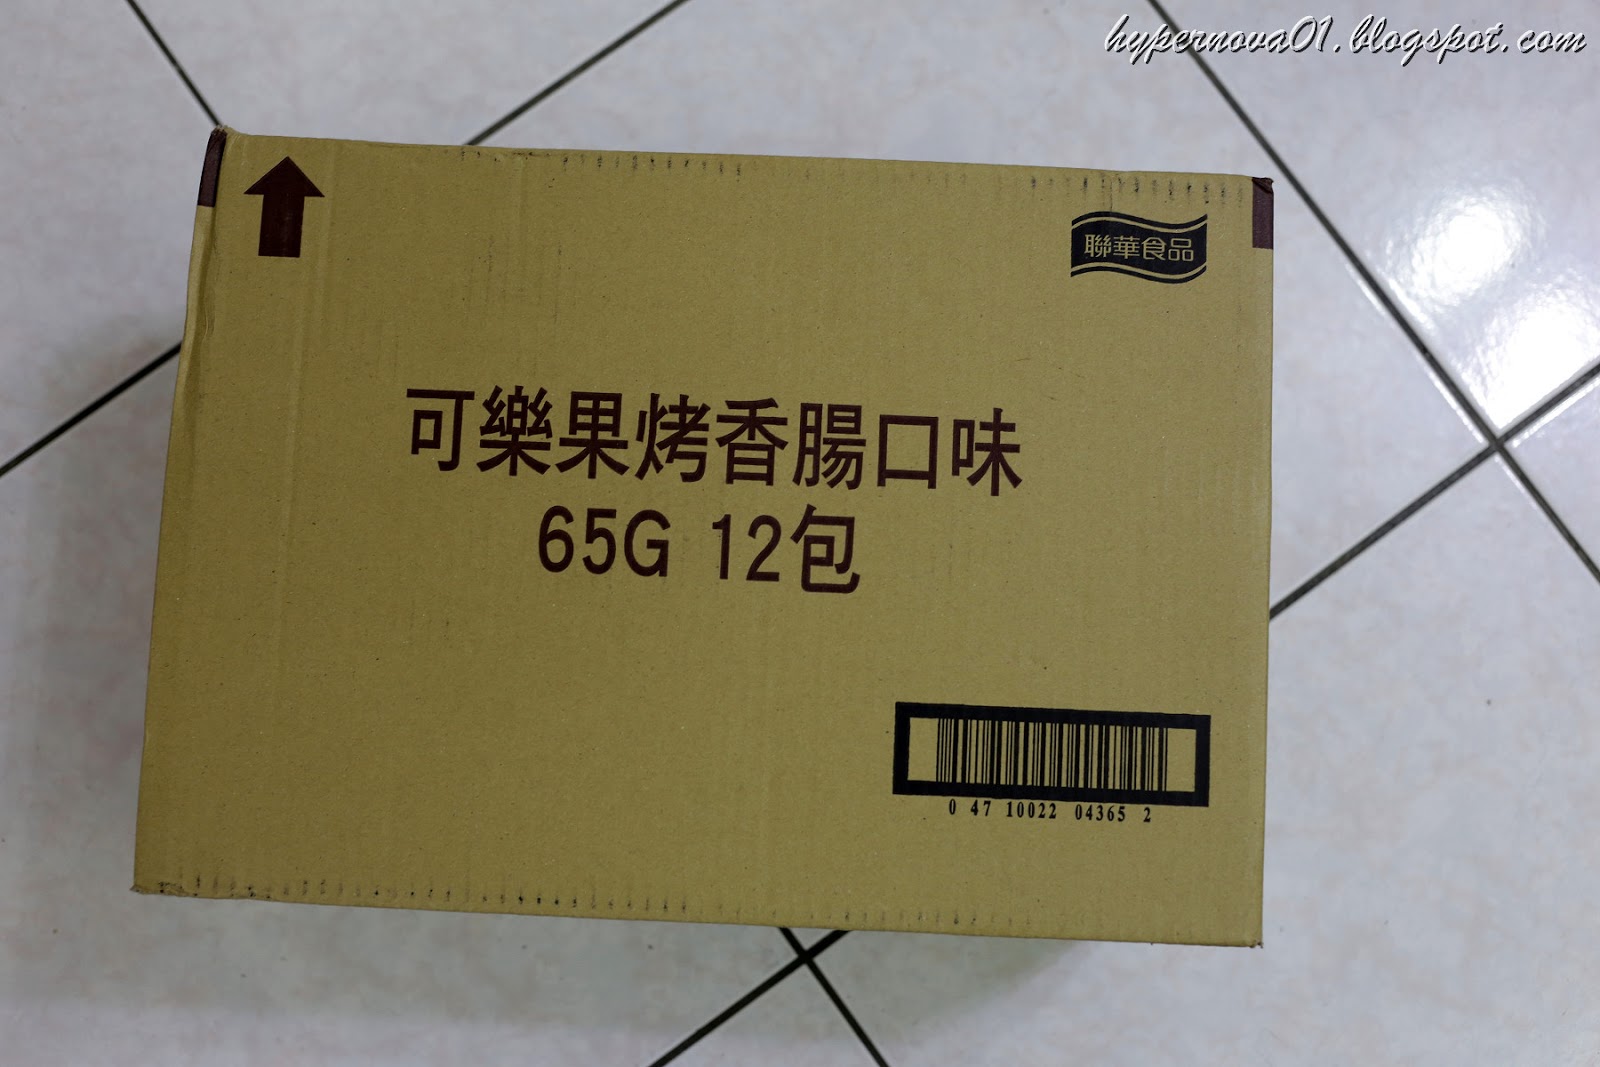 hypernova01.blogspot.com
聯華食品
可樂果烤香腸口味
65G 12包
0 47 10022 04365 2